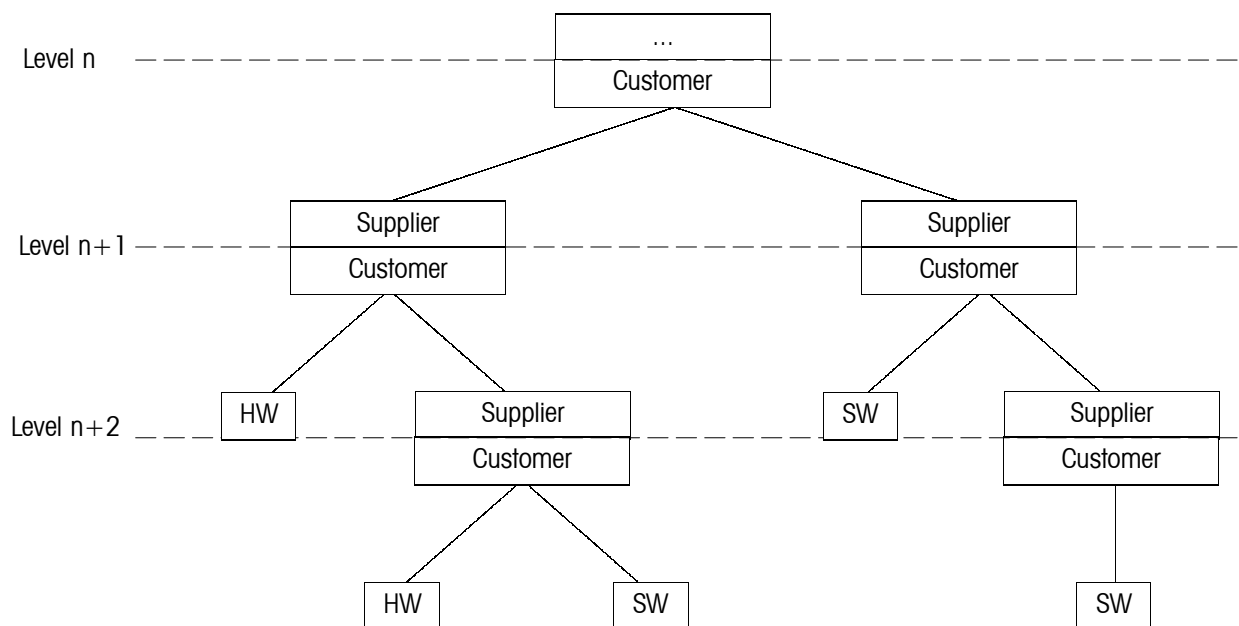 ...
Level n
Customer
Supplier
Supplier
Level n+1
Customer
Customer
HW
Supplier
SW
Supplier
Level n+2
Customer
Customer
HW
SW
SW